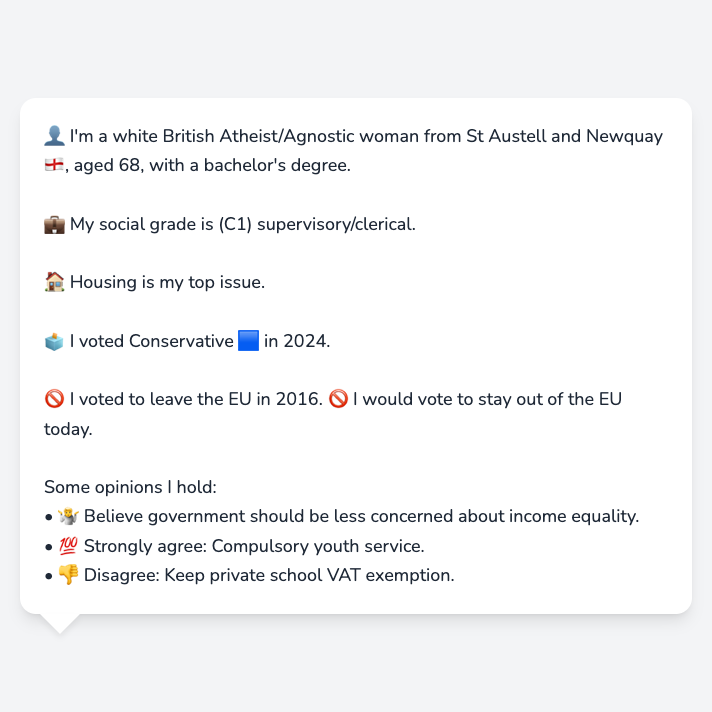 👤 I'm a white British Atheist/Agnostic woman from St Austell and Newquay
🏴󠁧󠁢󠁥󠁮󠁧󠁿, aged 68, with a bachelor's degree.
💼 My social grade is (C1) supervisory/clerical.
🏠 Housing is my top issue.
🗳️ I voted Conservative 🟦 in 2024.
🚫 I voted to leave the EU in 2016. 🚫 I would vote to stay out of the EU
today.
Some opinions I hold:
• 🤷 Believe government should be less concerned about income equality.
• 💯 Strongly agree: Compulsory youth service.
• 👎 Disagree: Keep private school VAT exemption.